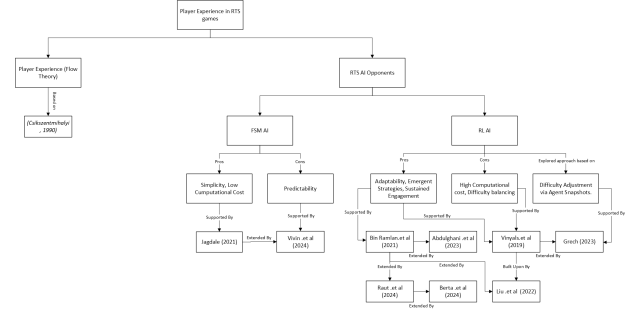 Player Experience in RTS
games
Player Experience (Flow
Theory)
RTS AI Opponents
Based on
(Csikszentmihalyi
, 1990)
FSM AI
RL AI
Pros
Cons
Pros
Cons
Explored approach based on
Simplicity, Low
Cumputational Cost
Predictability
Adaptability, Emergent
Strategies, Sustained
Engagement
High Computational
cost, Difficulty balancing
Difficulty Adjustment
via Agent Snapshots.
Supported By
Supported By
Supported By
Supported By
Supported By
Supported By
Jagdale (2021)
Extended By
Vivin .et al
(2024)
Bin Ramlan.et al
(2021)
Abdulghani .et al
(2023)
Vinyals.et al
(2019)
Grech (2023)
Extended By
Extended By
Extended By
Extended By
Built Upon By
Raut .et al
(2024)
Berta .et al
(2024)
Liu .et al (2022)
Extended By